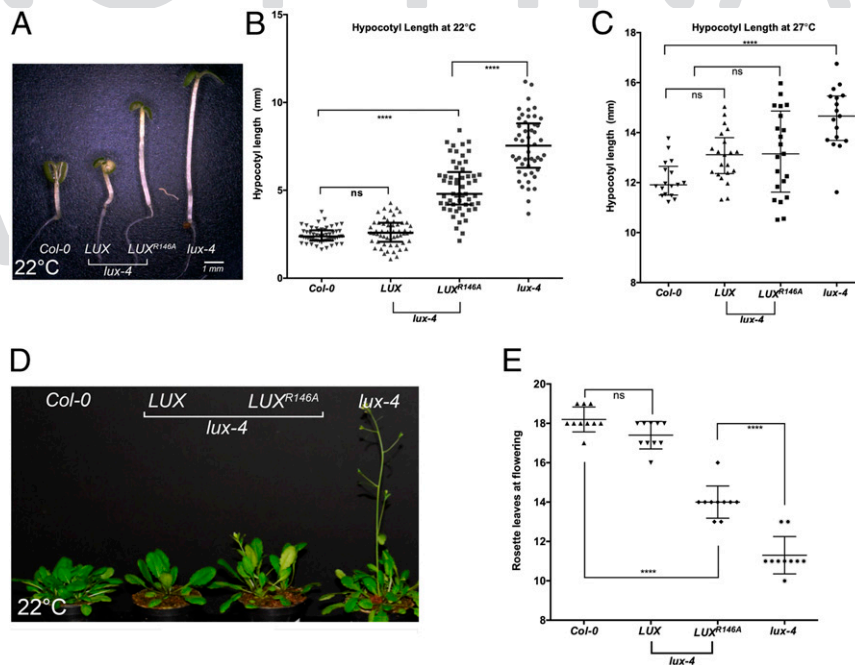 A
Col-0 LUX LUX^R146A lux-4
lux-4
22°C
1 mm
B
Hypocotyl Length at 22°C
Hypocotyl length (mm)
15
10
5
0
****
****
ns
Col-0 LUX LUX^R146A lux-4
lux-4
C
Hypocotyl Length at 27°C
Hypocotyl length (mm)
18
16
14
12
10
8
****
ns
ns
Col-0 LUX LUX^R146A lux-4
lux-4
D
Col-0 LUX LUX^R146A lux-4
lux-4
22°C
E
Rosette leaves at flowering
20
18
16
14
12
10
8
ns
****
****
Col-0 LUX LUX^R146A lux-4
lux-4